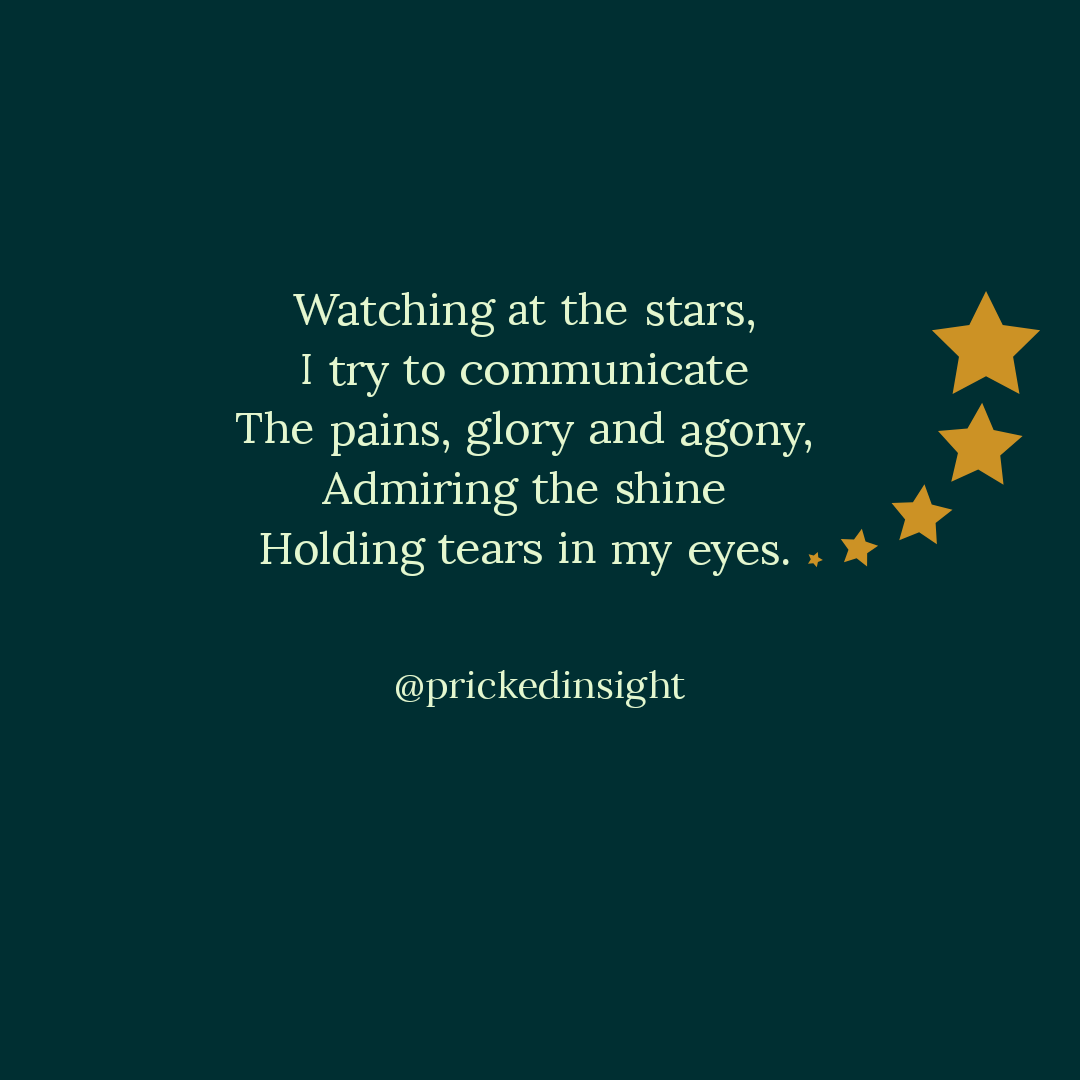 Watching at the stars,
I try to communicate
The pains, glory and agony,
Admiring the shine
Holding tears in my eyes.
@prickedinsight